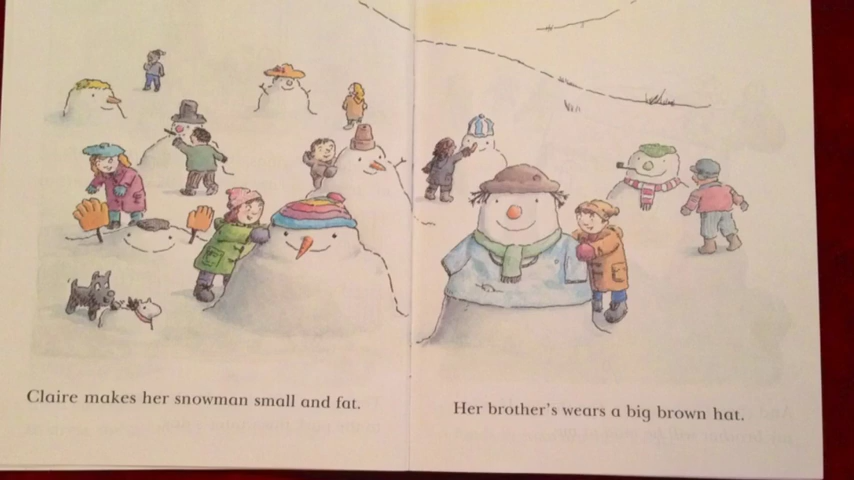 Claire makes her snowman small and fat.
Her brother's wears a big brown hat.